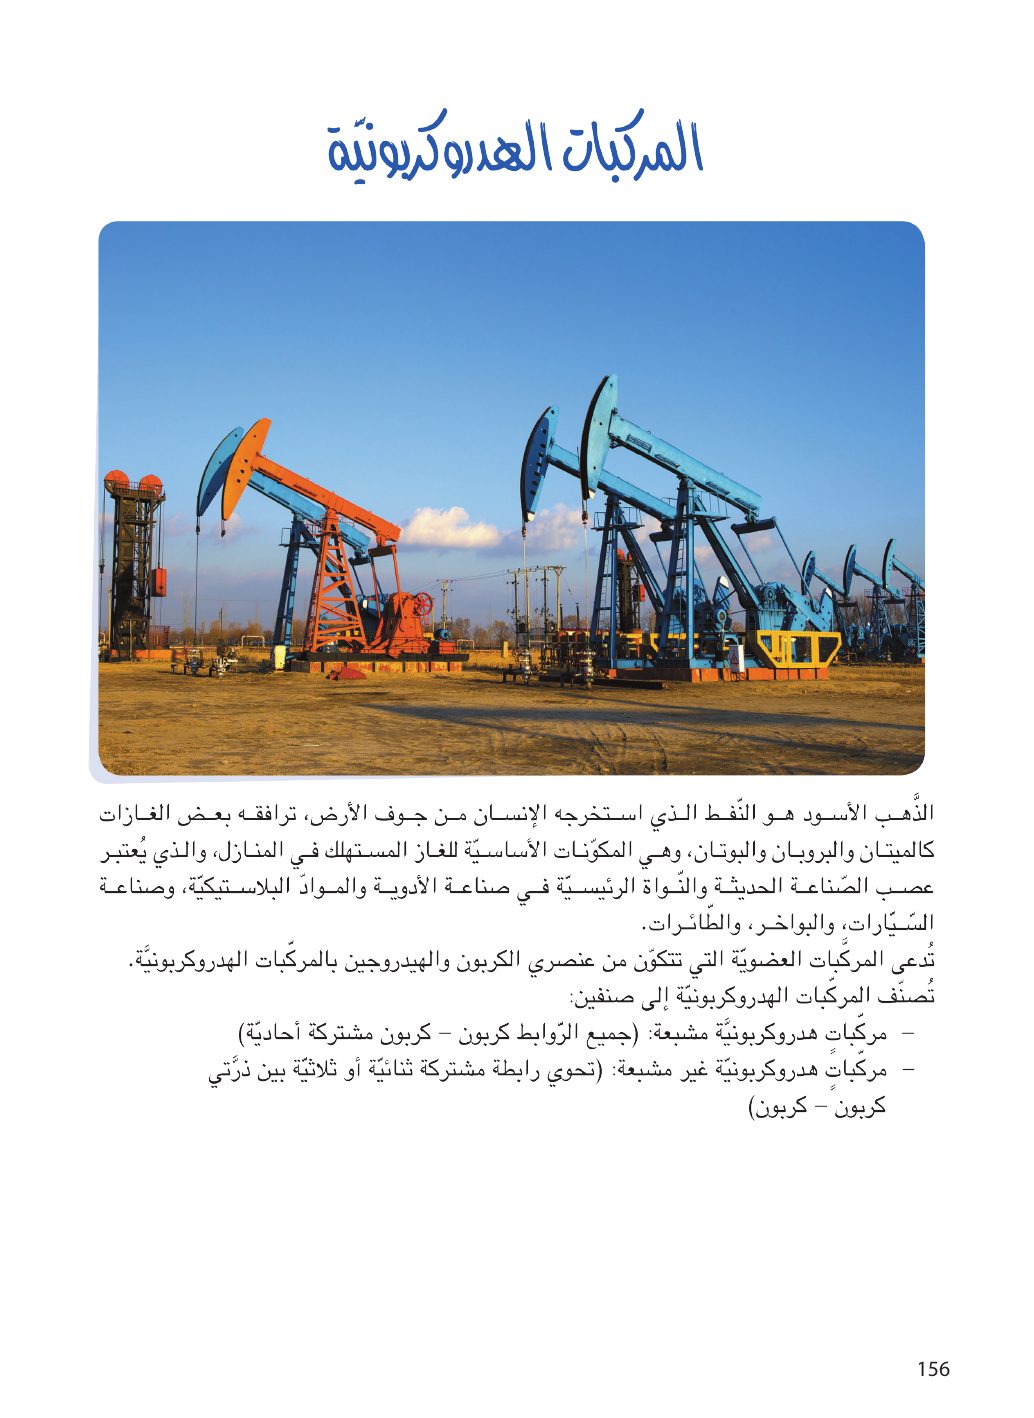 المركبات الهدروكربونيّة
الذَّهب الأسود هو النّفط الذي استخرجه الإنسان من جوف الأرض، ترافقه بعض الغازات
كالميتان والبروبان والبوتان، وهي المكوّنات الأساسيّة للغاز المستهلك في المنازل، والذي يُعتبر
عصب الصّناعة الحديثة والنّواة الرئيسيّة في صناعة الأدوية والموادّ البلاستيكيّة، وصناعة
السّيّارات، والبواخر، والطّائرات.
تُدعى المركَّبات العضويّة التي تتكوّن من عنصري الكربون والهيدروجين بالمركّبات الهدروكربونيَّة.
تُصنّف المركّبات الهدروكربونيّة إلى صنفين:
– مركّباتٍ هدروكربونيَّة مشبعة: (جميع الرّوابط كربون – كربون مشتركة أحاديّة)
– مركّباتٍ هدروكربونيّة غير مشبعة: (تحوي رابطة مشتركة ثنائيّة أو ثلاثيّة بين ذرَّتي
كربون – كربون)
156